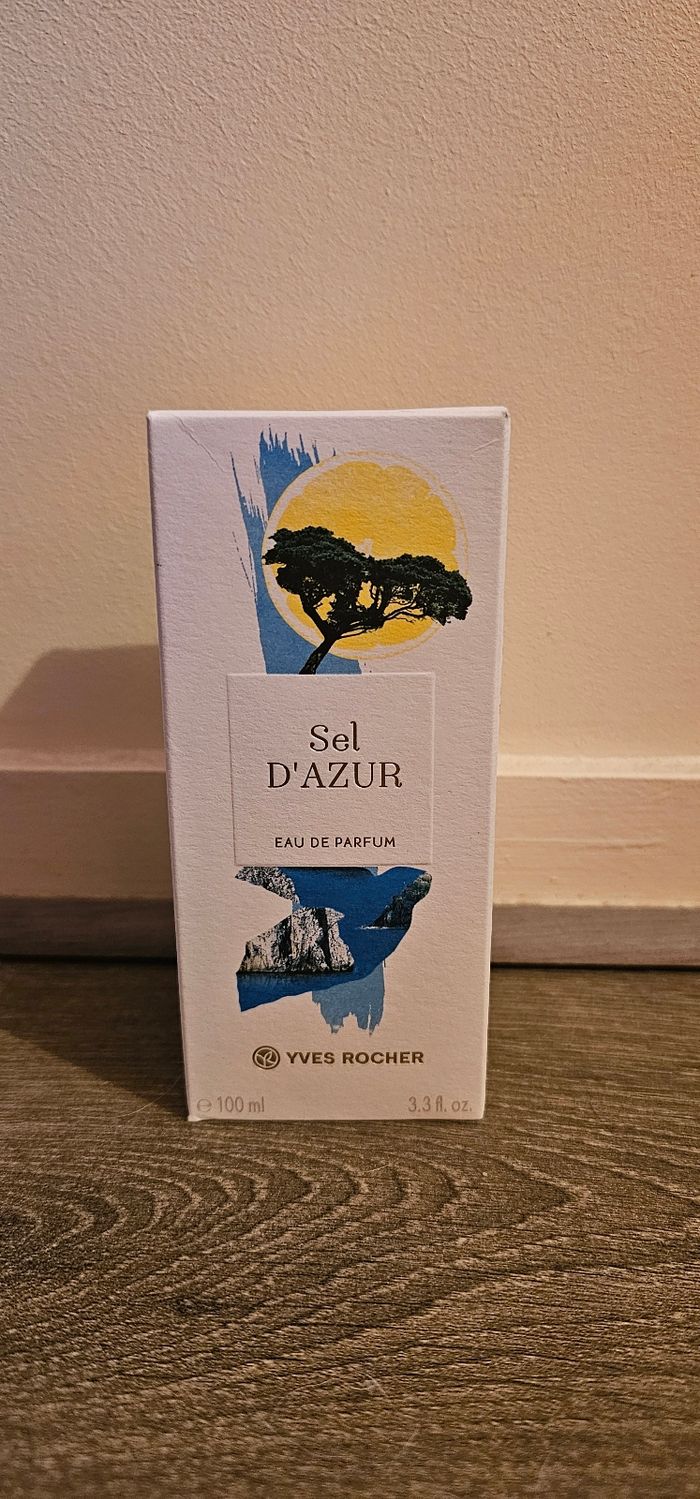 Sel
D'AZUR
EAU DE PARFUM
YVES ROCHER
℮ 100 ml 3.3 fl. oz.